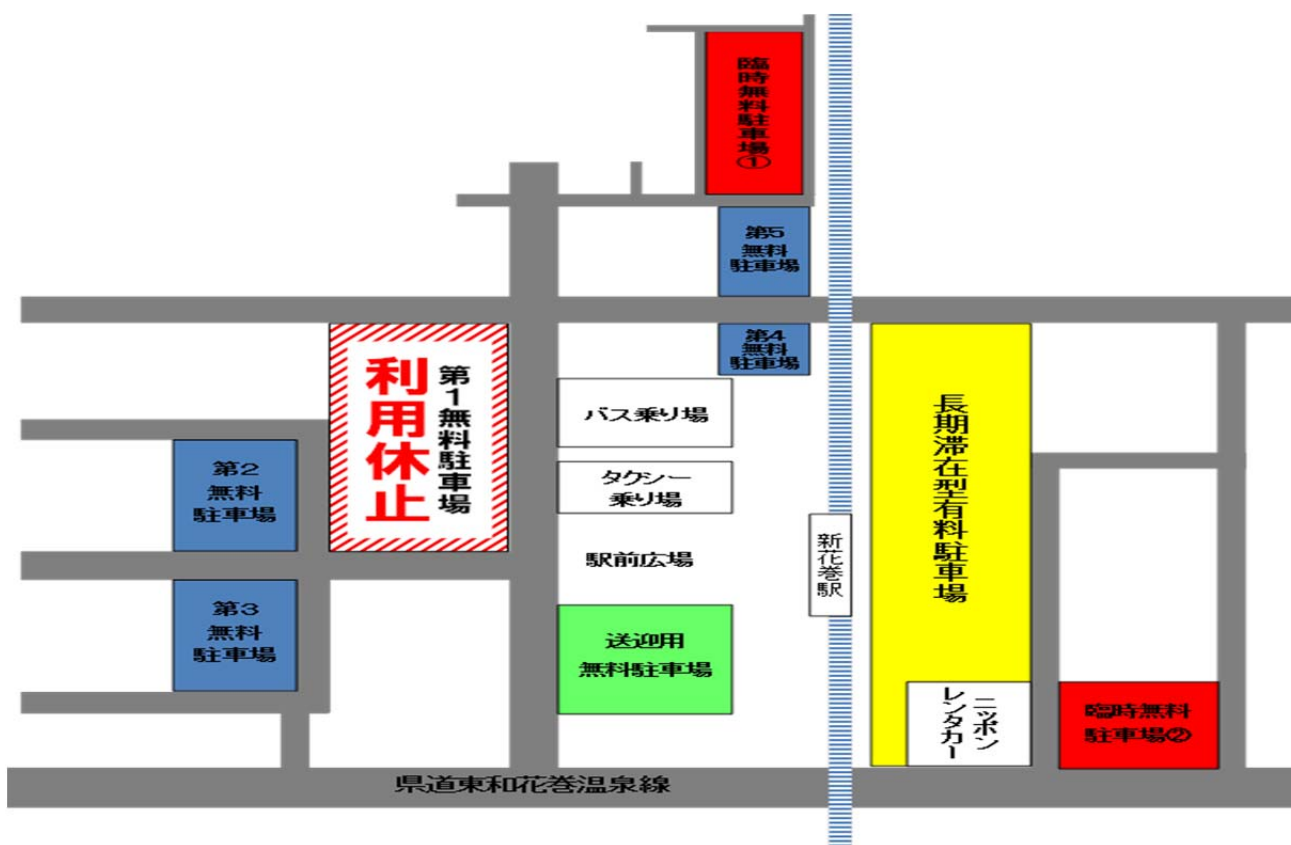 臨時無料駐車場①
第5
無料
駐車場
第4
無料
駐車場
第1無料駐車場
利用休止
バス乗り場
タクシー
乗り場
駅前広場
送迎用
無料駐車場
第2
無料
駐車場
第3
無料
駐車場
新花巻駅
長期滞在型有料駐車場
ニッポン
レンタカー
臨時無料
駐車場②
県道東和花巻温泉線